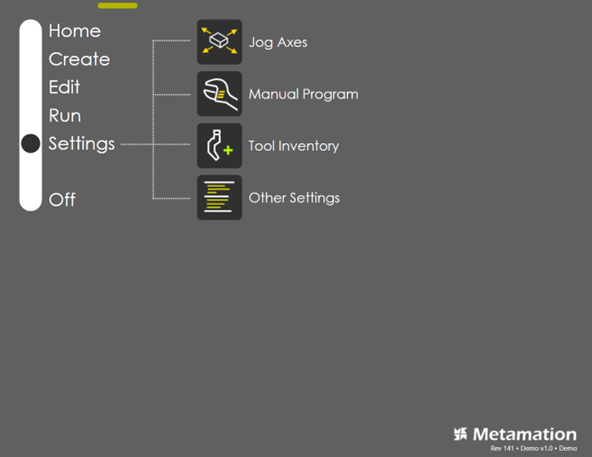 Home
Create
Edit
Run
Settings
Off
Jog Axes
Manual Program
Tool Inventory
Other Settings
Metamation
Rev 141 • Demo v1.0 • Demo